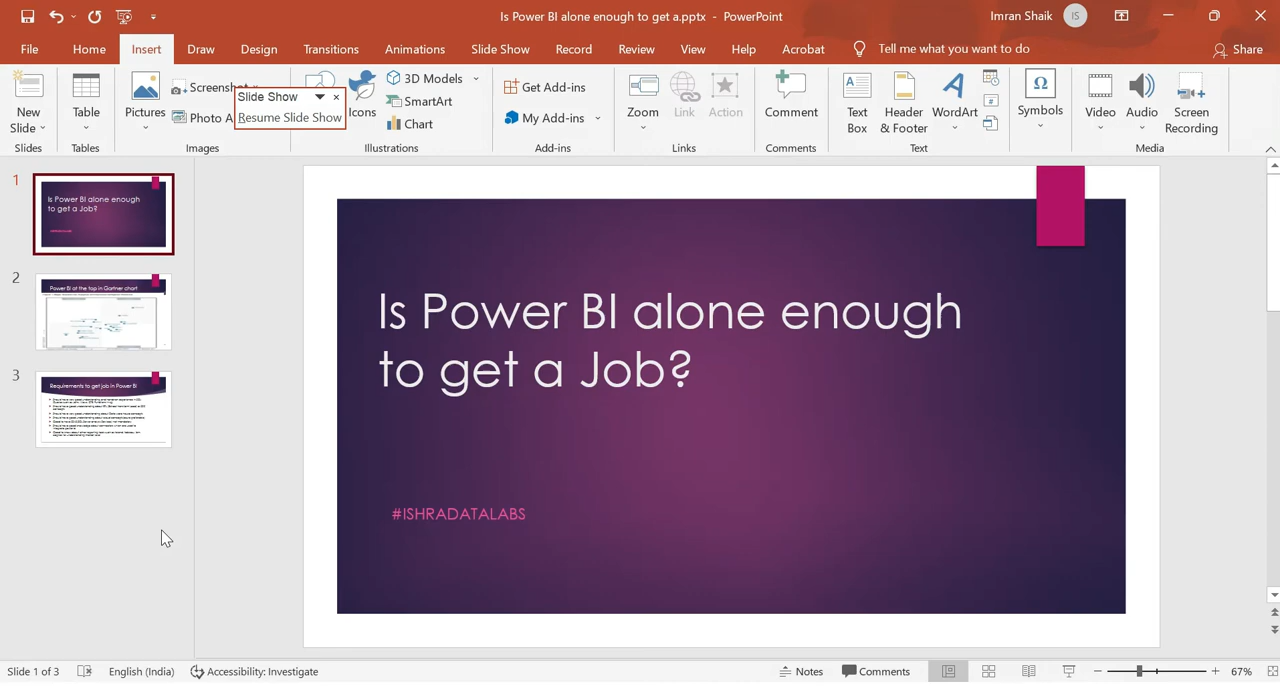 Is Power BI alone enough to get a.pptx - PowerPoint
Imran Shaik
IS
File
Home
Insert
Draw
Design
Transitions
Animations
Slide Show
Record
Review
View
Help
Acrobat
Tell me what you want to do
Share
New
Slide
Slides
Table
Tables
Pictures
Photo A
Images
Slide Show
Resume Slide Show
Icons
3D Models
SmartArt
Chart
Illustrations
Get Add-ins
My Add-ins
Add-ins
Zoom
Link
Action
Links
Comment
Comments
Text
Box
Header
& Footer
WordArt
Text
Symbols
Video
Audio
Screen
Recording
Media
1
Is Power BI alone enough
to get a Job?
2
Power BI at the top in Gartner chart
3
Requirements to get job in Power BI
Is Power BI alone enough
to get a Job?
#ISHRADATALABS
Slide 1 of 3
English (India)
Accessibility: Investigate
Notes
Comments
67%